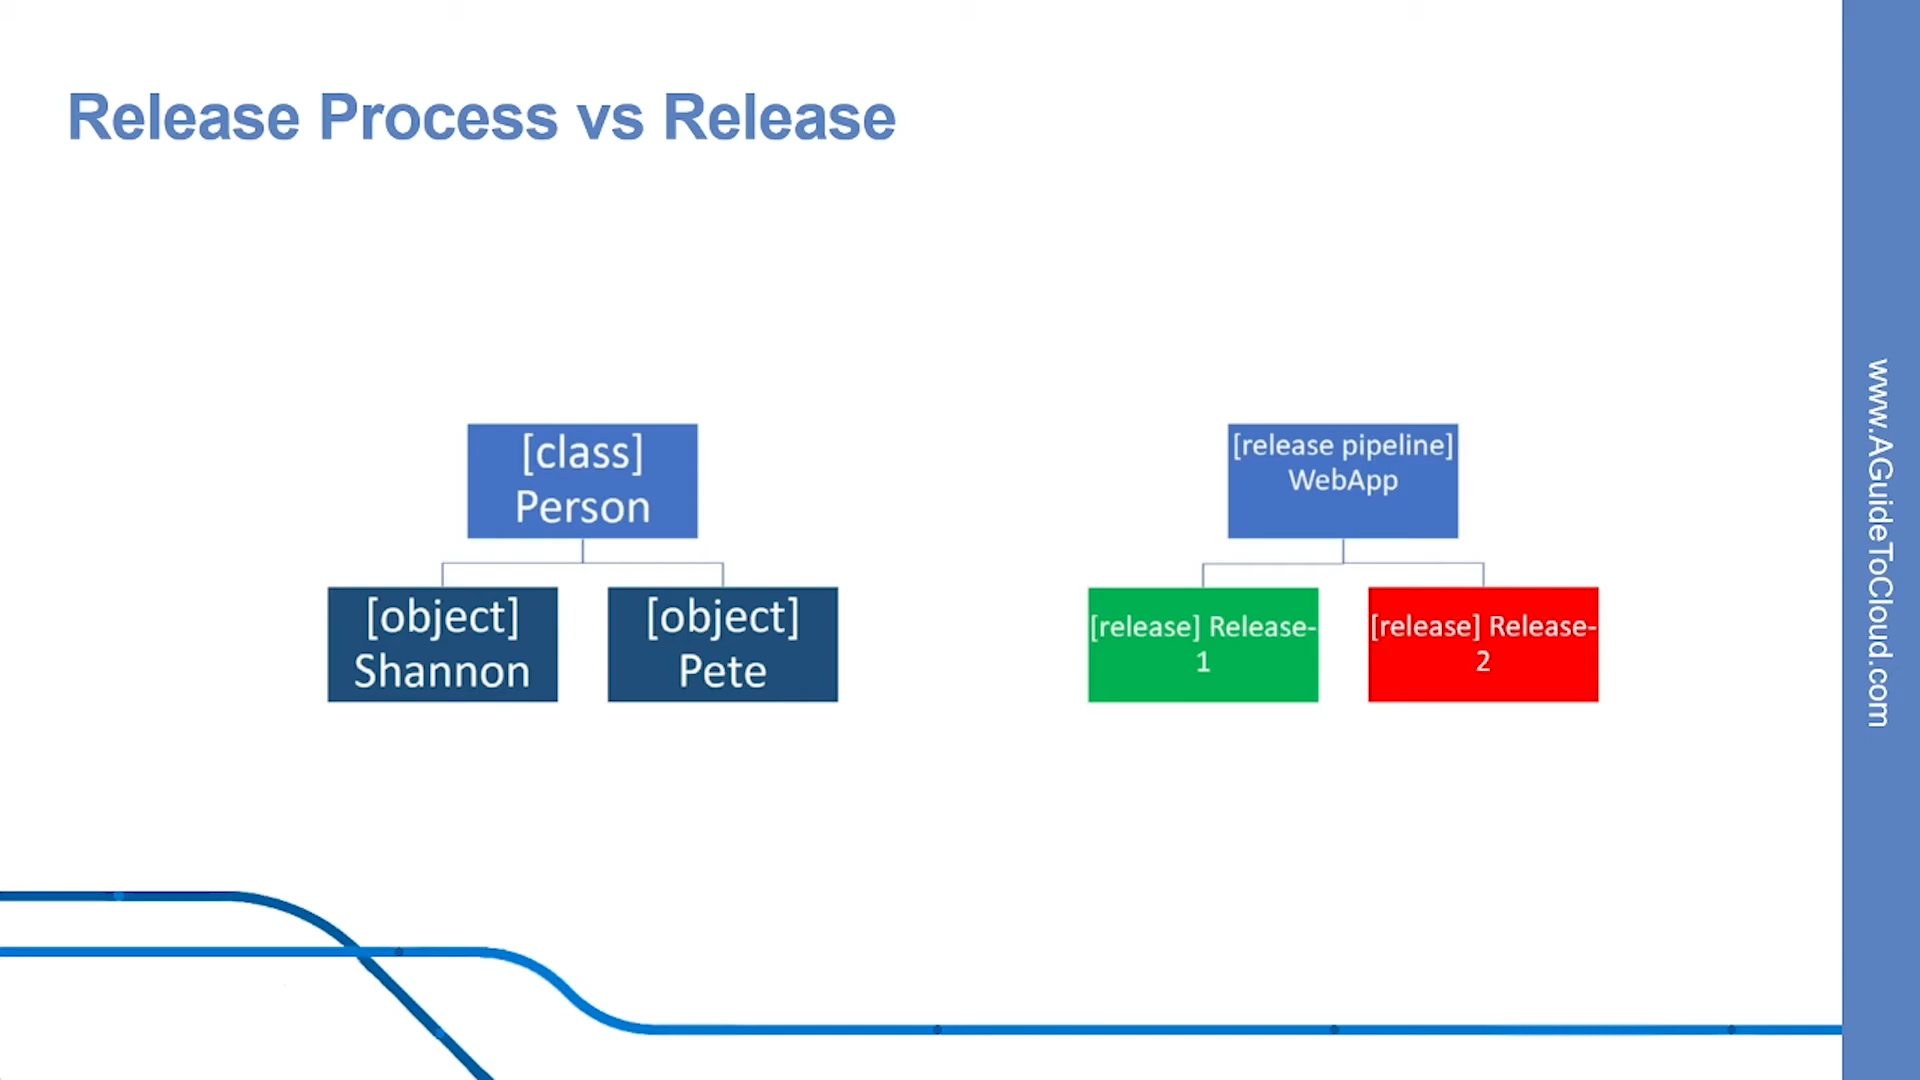 Release Process vs Release
[class]
Person
[object]
Shannon
[object]
Pete
[release pipeline]
WebApp
[release] Release-
1
[release] Release-
2
www.AGuideToCloud.com